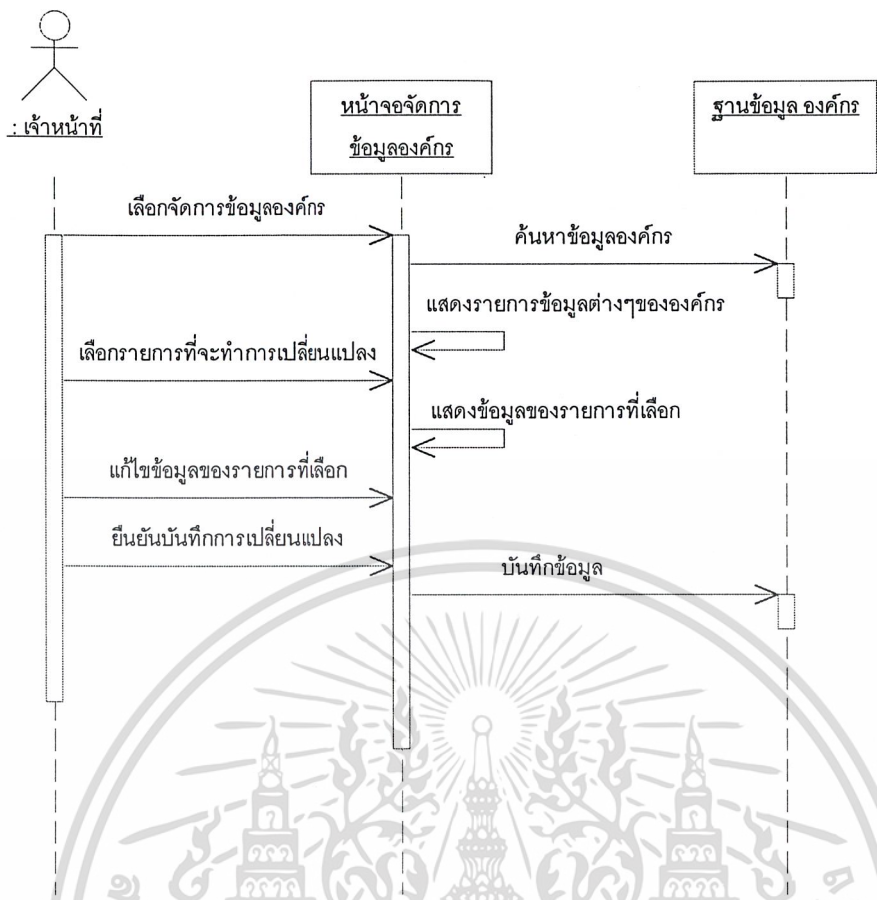 : เจ้าหน้าที่
หน้าจอจัดการ
ข้อมูลองค์กร
ฐานข้อมูล องค์กร
เลือกจัดการข้อมูลองค์กร
ค้นหาข้อมูลองค์กร
แสดงรายการข้อมูลต่างๆขององค์กร
เลือกรายการที่จะทำการเปลี่ยนแปลง
แสดงข้อมูลของรายการที่เลือก
แก้ไขข้อมูลของรายการที่เลือก
ยืนยันบันทึกการเปลี่ยนแปลง
บันทึกข้อมูล